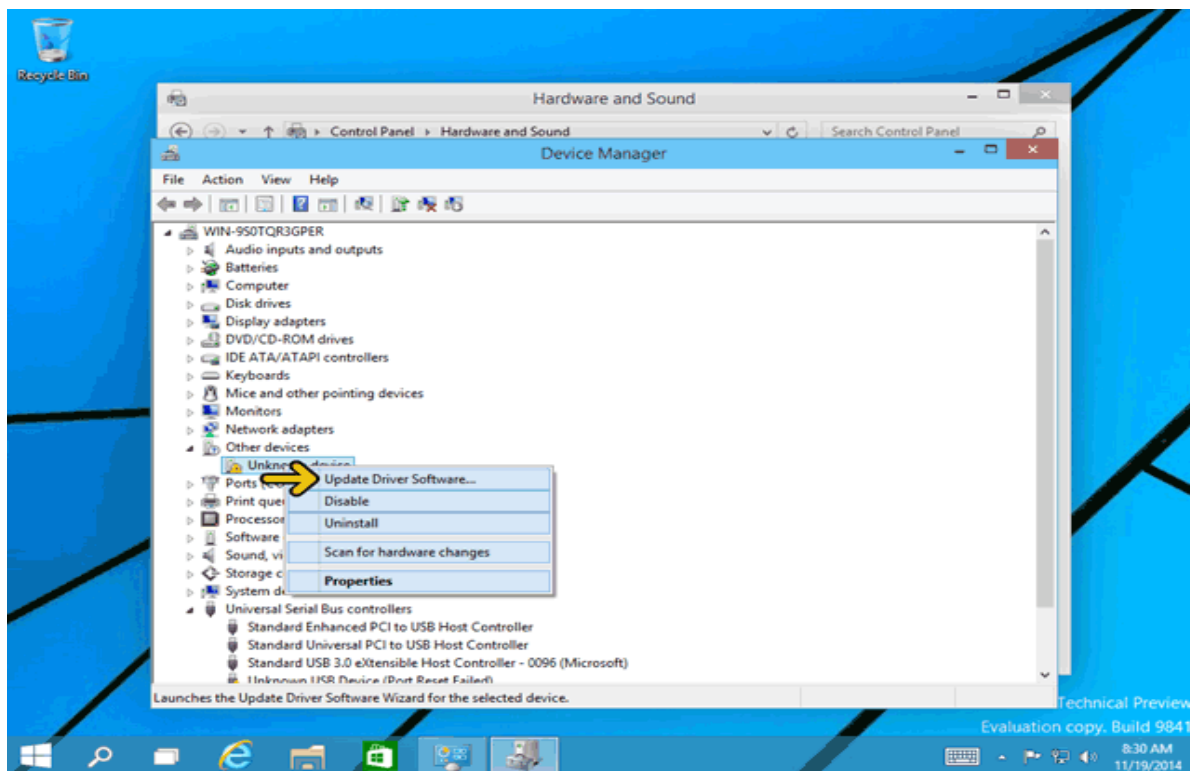 Recycle Bin
Hardware and Sound
Control Panel Hardware and Sound Search Control Panel
Device Manager
File Action View Help
WIN-9S0TQR3GPER
Audio inputs and outputs
Batteries
Computer
Disk drives
Display adapters
DVD/CD-ROM drives
IDE ATA/ATAPI controllers
Keyboards
Mice and other pointing devices
Monitors
Network adapters
Other devices
device
Update Driver Software...
Ports
Disable
Print
Uninstall
Software
Scan for hardware changes
Sound,
Storage
Properties
System
Universal Serial Bus controllers
Standard Enhanced PCI to USB Host Controller
Standard Universal PCI to USB Host Controller
Standard USB 3.0 eXtensible Host Controller - 0096 (Microsoft)
Unknown USB Device (Port Reset Failed)
Launches the Update Driver Software Wizard for the selected device.
Technical Preview
Evaluation copy. Build 9841
8:30 AM
11/19/2014